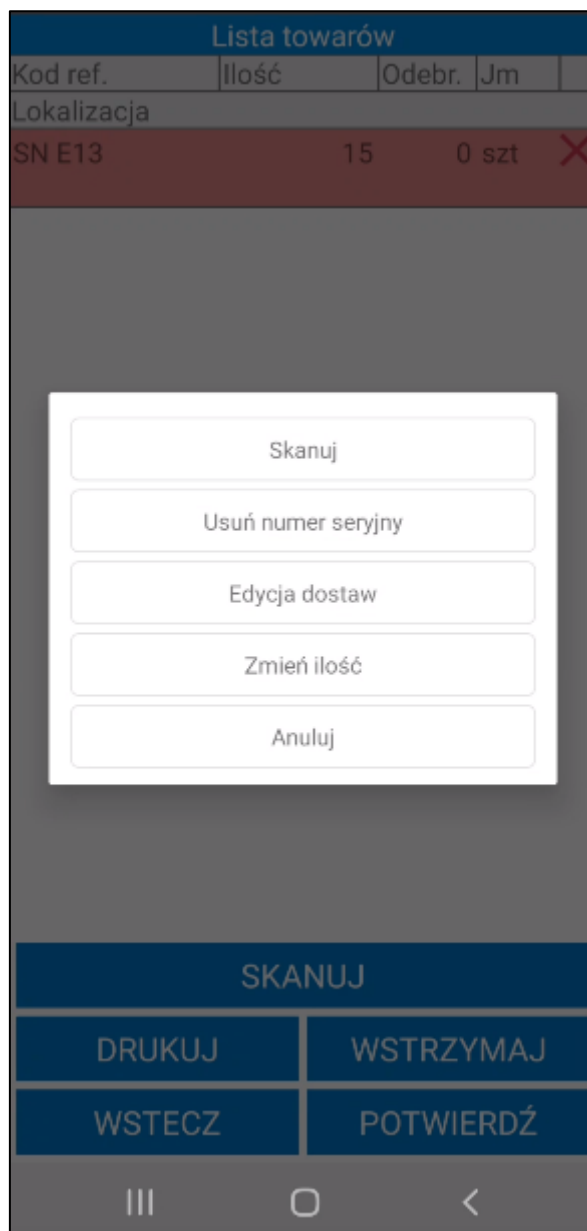 Lista towarów
Kod ref. Ilość Odebr. Jm
Lokalizacja
SN E13 15 0 szt
Skanuj
Usuń numer seryjny
Edycja dostaw
Zmień ilość
Anuluj
SKANUJ
DRUKUJ WSTRZYMAJ
WSTECZ POTWIERDŹ